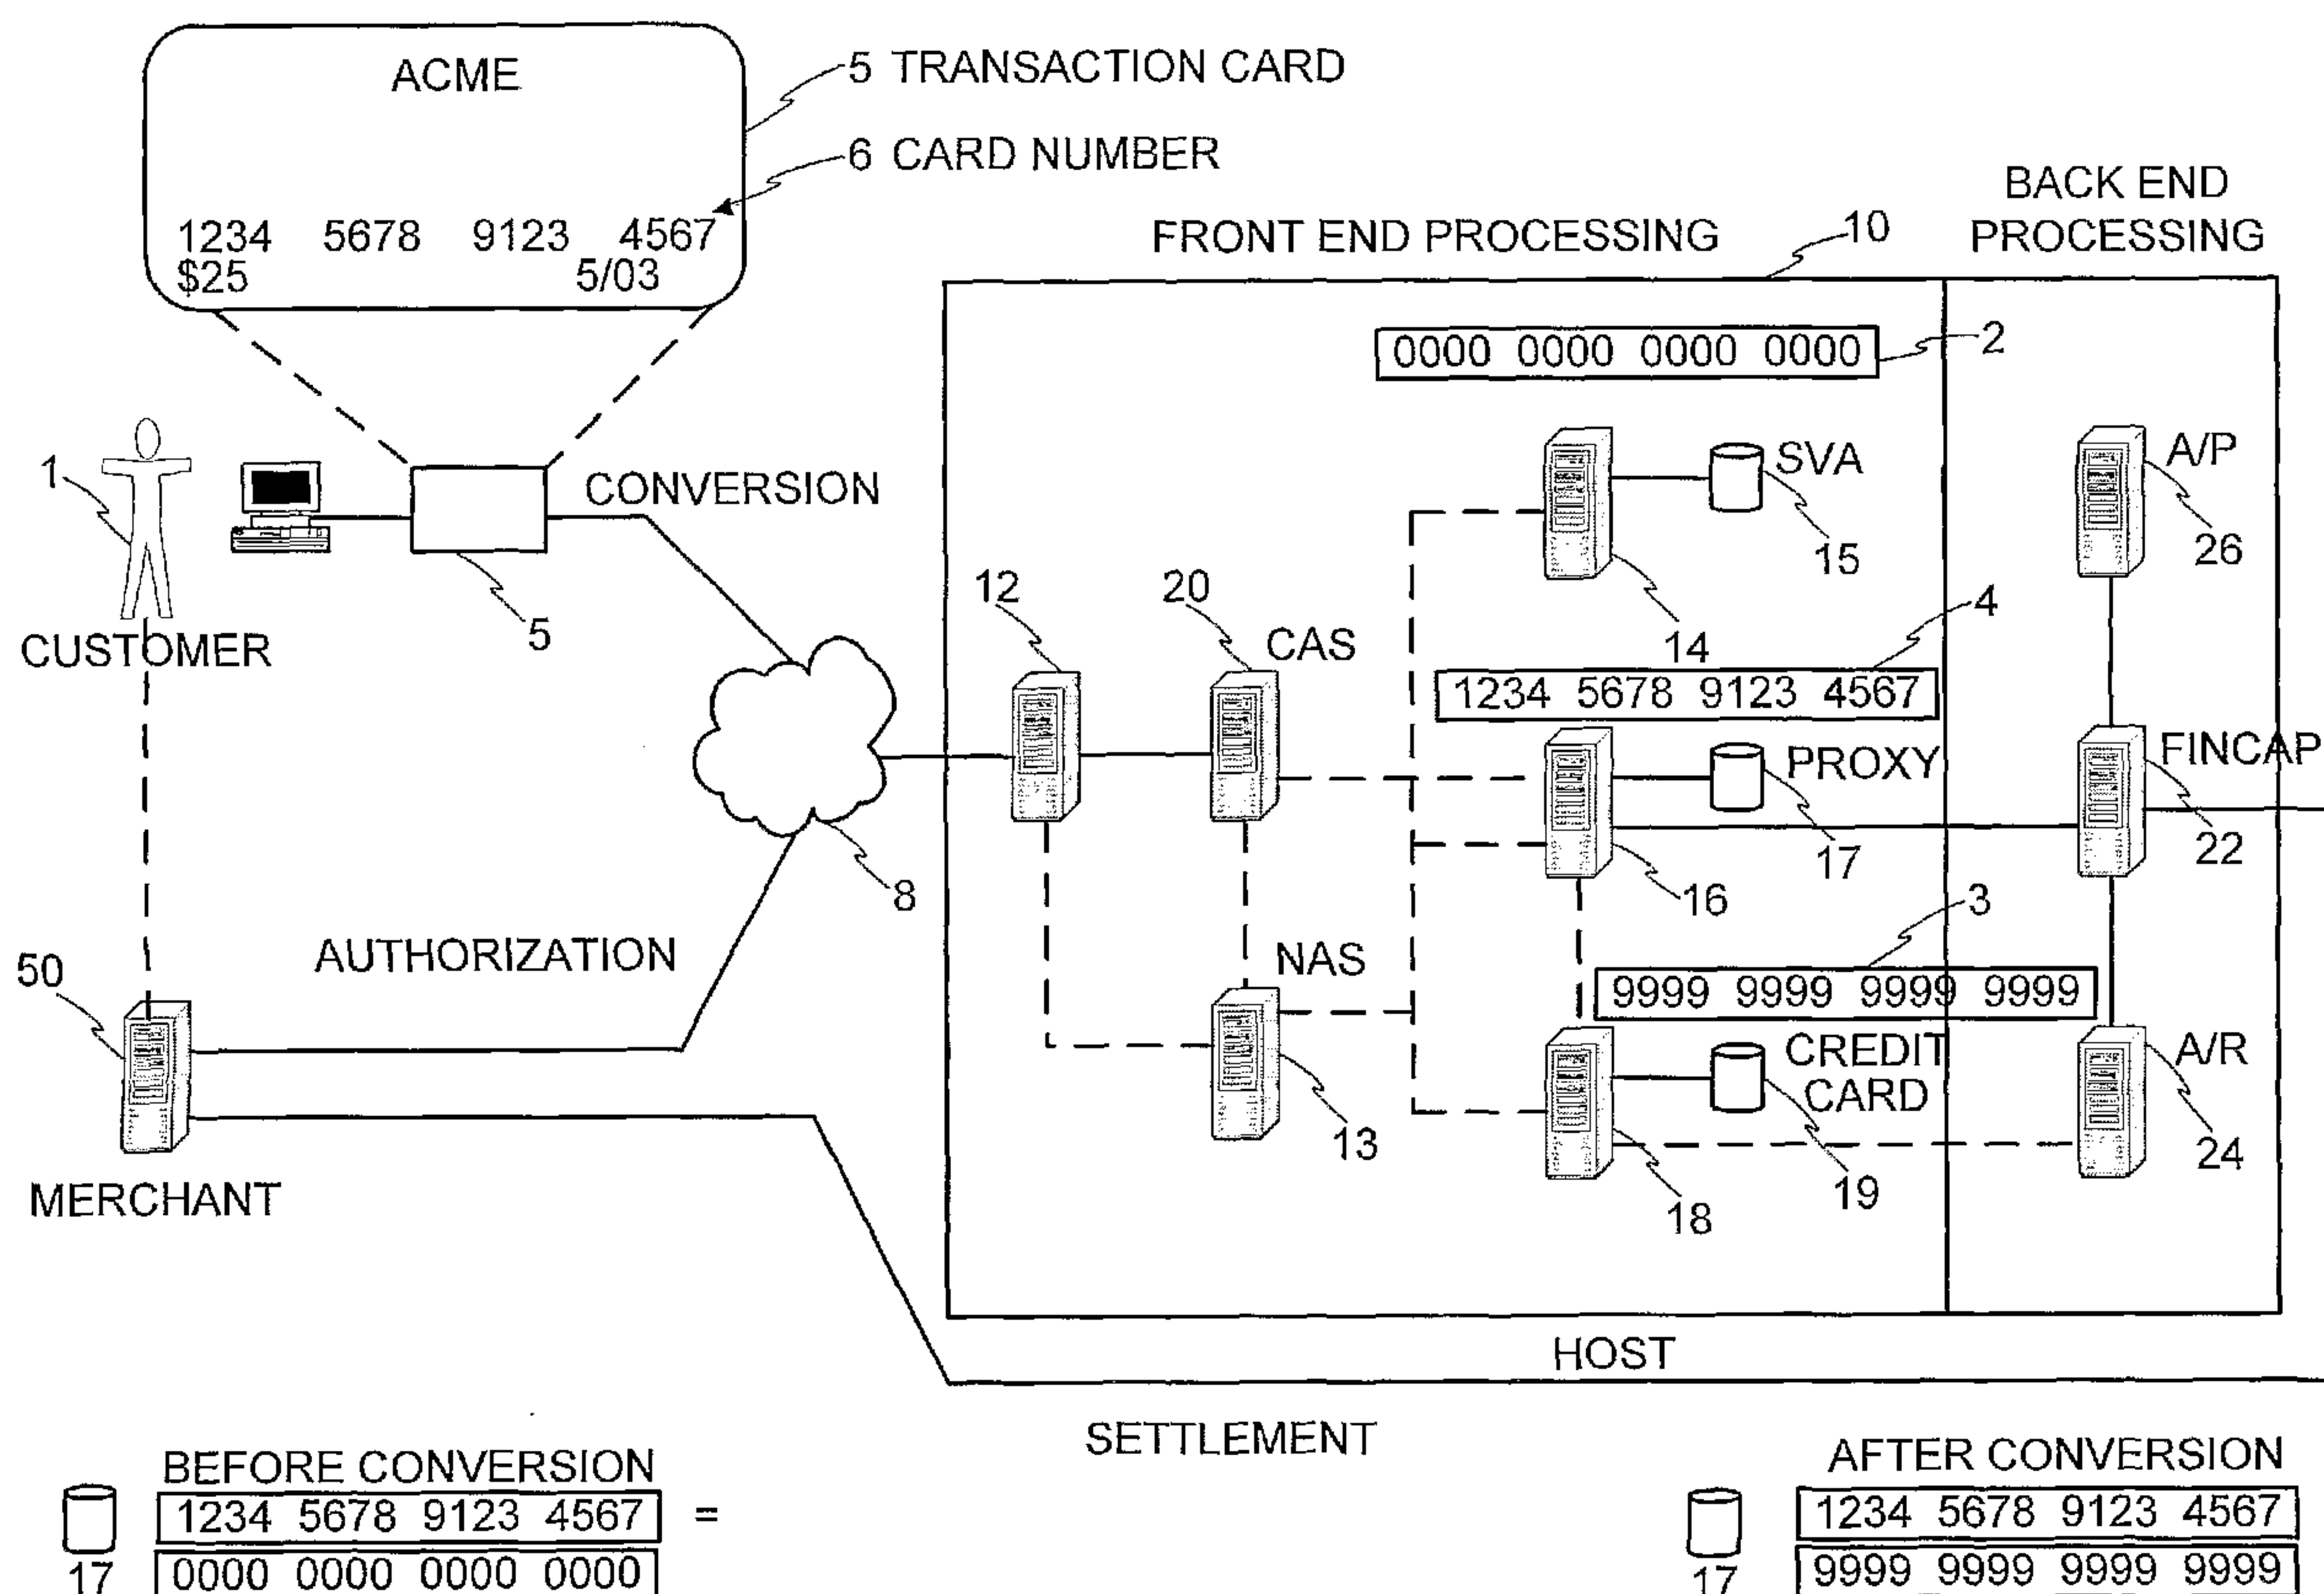 ACME
1234 5678 9123 4567
$25 5/03
5 TRANSACTION CARD
6 CARD NUMBER
FRONT END PROCESSING
10
BACK END
PROCESSING
0000 0000 0000 0000
2
1
CUSTOMER
CONVERSION
5
SVA
15
14
A/P
26
12
20
CAS
4
1234 5678 9123 4567
PROXY
17
16
FINCAP
22
8
3
9999 9999 9999 9999
AUTHORIZATION
50
MERCHANT
NAS
13
CREDIT
CARD
19
18
A/R
24
HOST
SETTLEMENT
BEFORE CONVERSION
1234 5678 9123 4567 =
0000 0000 0000 0000
17
AFTER CONVERSION
1234 5678 9123 4567
9999 9999 9999 9999
17